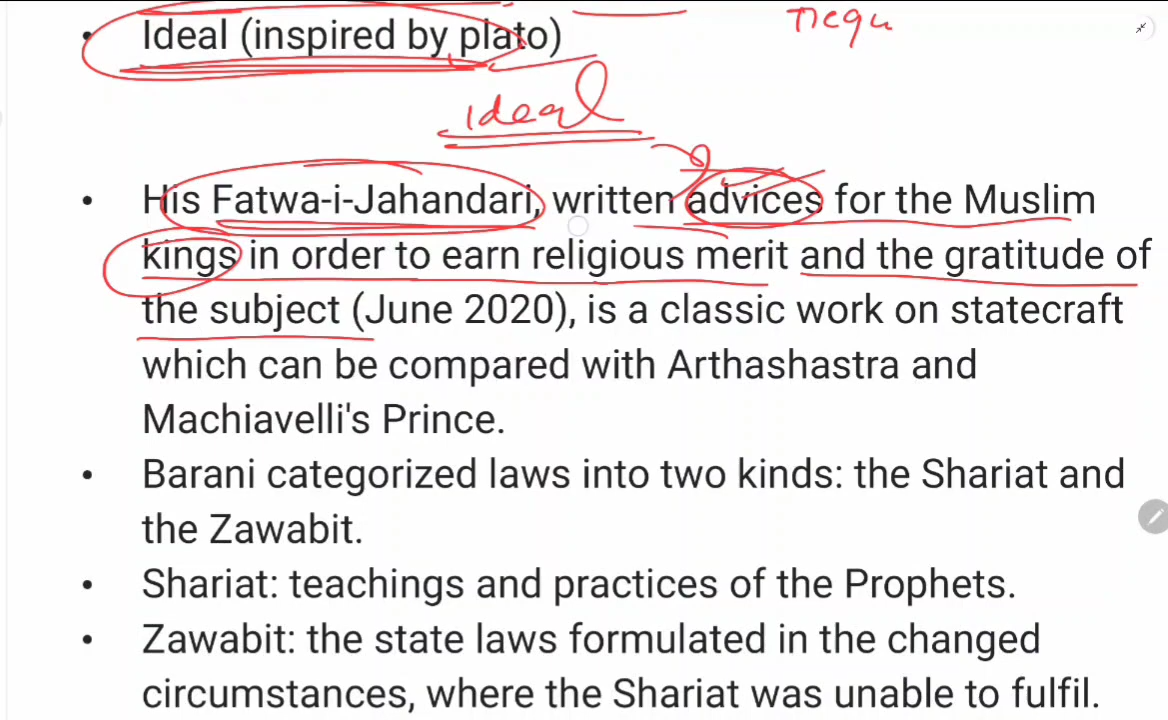 • Ideal (inspired by plato)
ideal
• His Fatwa-i-Jahandari, written advices for the Muslim
kings in order to earn religious merit and the gratitude of
the subject (June 2020), is a classic work on statecraft
which can be compared with Arthashastra and
Machiavelli's Prince.
• Barani categorized laws into two kinds: the Shariat and
the Zawabit.
• Shariat: teachings and practices of the Prophets.
• Zawabit: the state laws formulated in the changed
circumstances, where the Shariat was unable to fulfil.